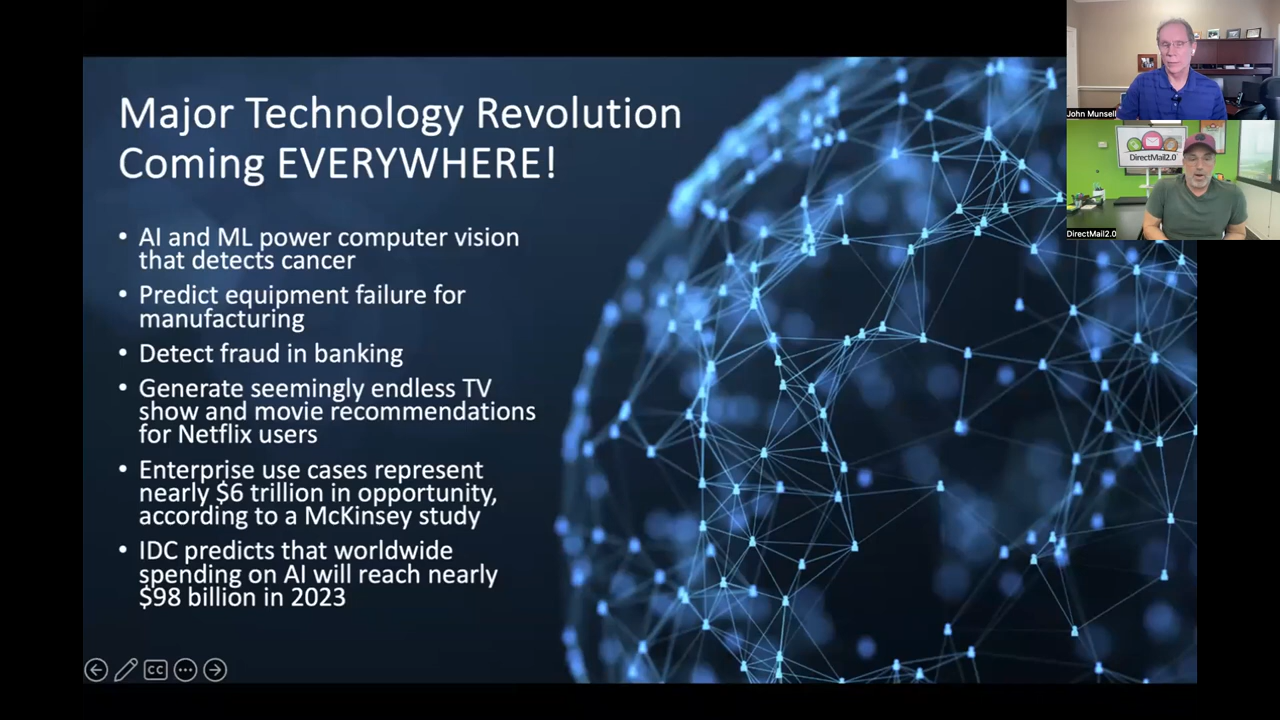 Major Technology Revolution
Coming EVERYWHERE!
• AI and ML power computer vision
that detects cancer
• Predict equipment failure for
manufacturing
• Detect fraud in banking
• Generate seemingly endless TV
show and movie recommendations
for Netflix users
• Enterprise use cases represent
nearly $6 trillion in opportunity,
according to a McKinsey study
• IDC predicts that worldwide
spending on AI will reach nearly
$98 billion in 2023
CC
John Munsell
DirectMail2.0
DirectMail2.0